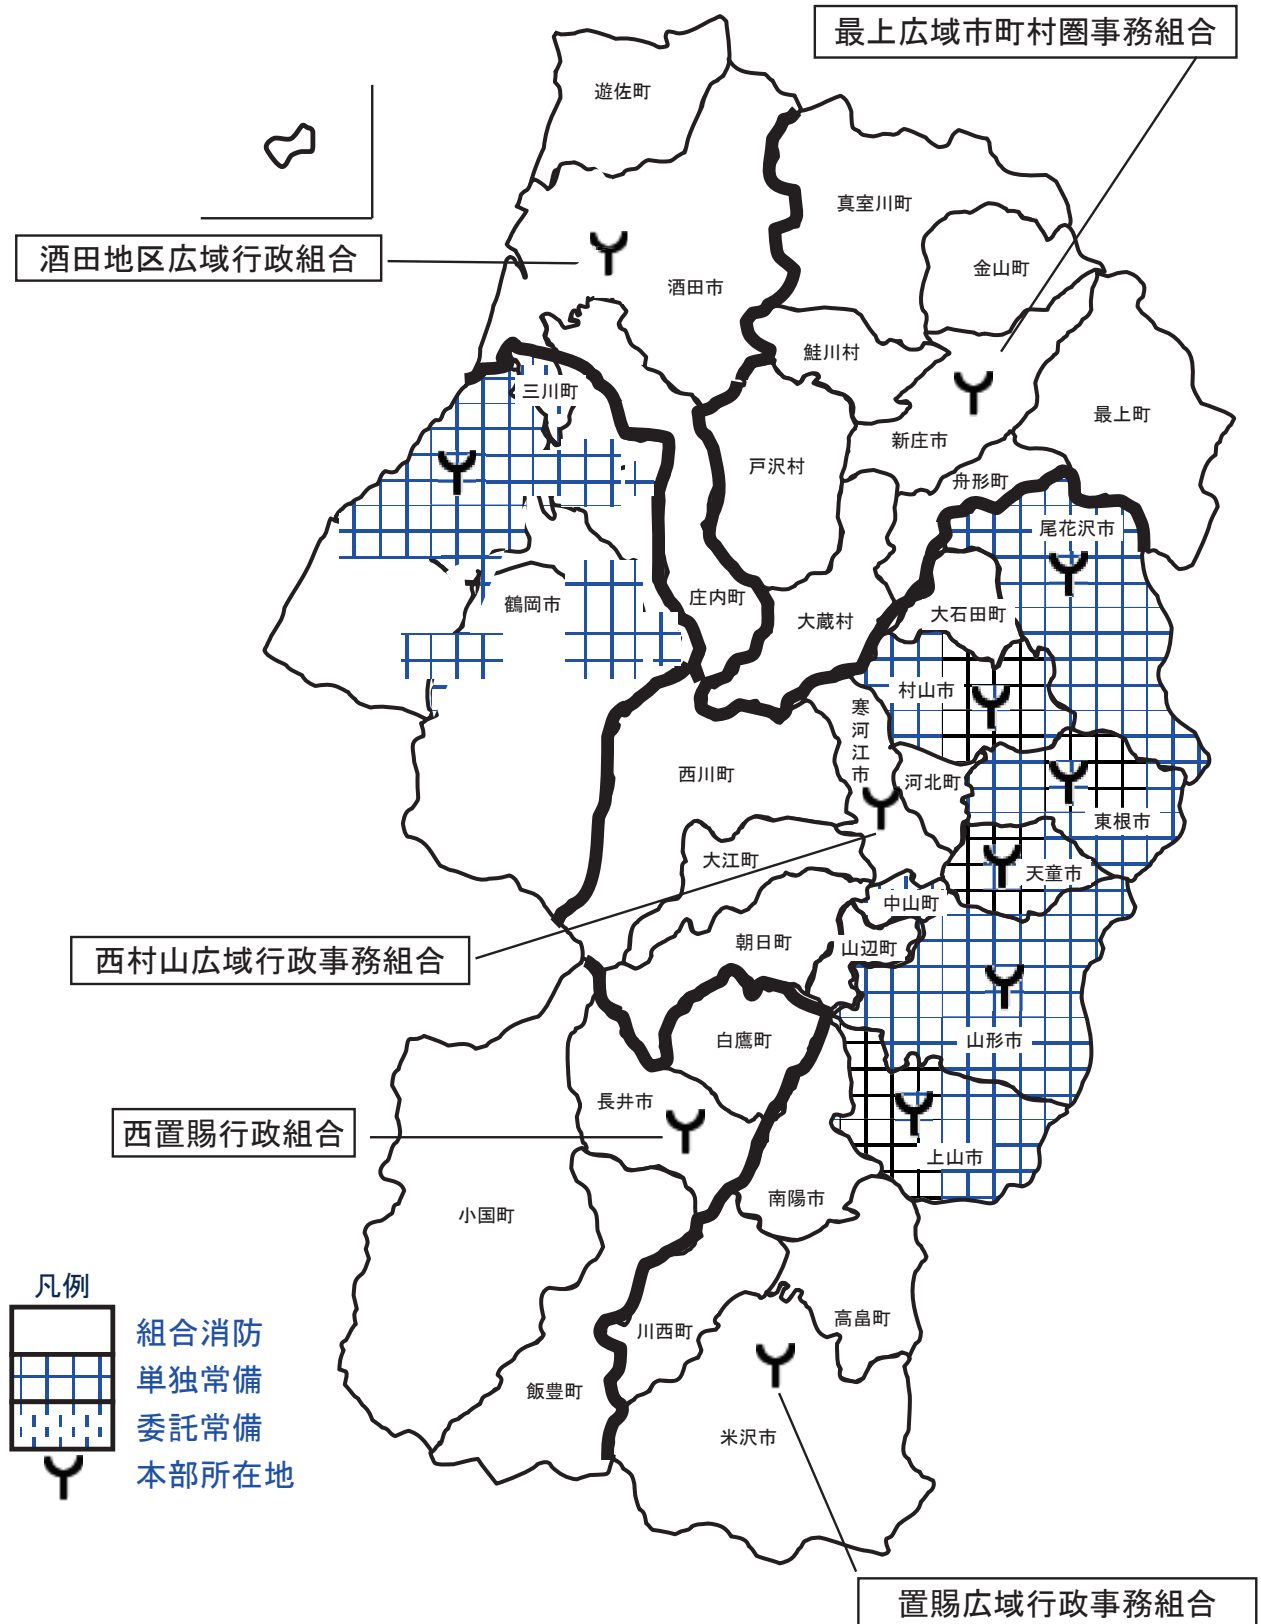 最上広域市町村圏事務組合
遊佐町
真室川町
酒田地区広域行政組合
金山町
酒田市
鮭川村
三川町
最上町
新庄市
戸沢村
舟形町
尾花沢市
鶴岡市
庄内町
大蔵村
大石田町
村山市
寒河江市
西川町
河北町
東根市
大江町
天童市
中山町
朝日町
山辺町
西村山広域行政事務組合
白鷹町
山形市
長井市
西置賜行政組合
上山市
南陽市
小国町
凡例
高畠町
組合消防
川西町
単独常備
飯豊町
委託常備
米沢市
本部所在地
置賜広域行政事務組合